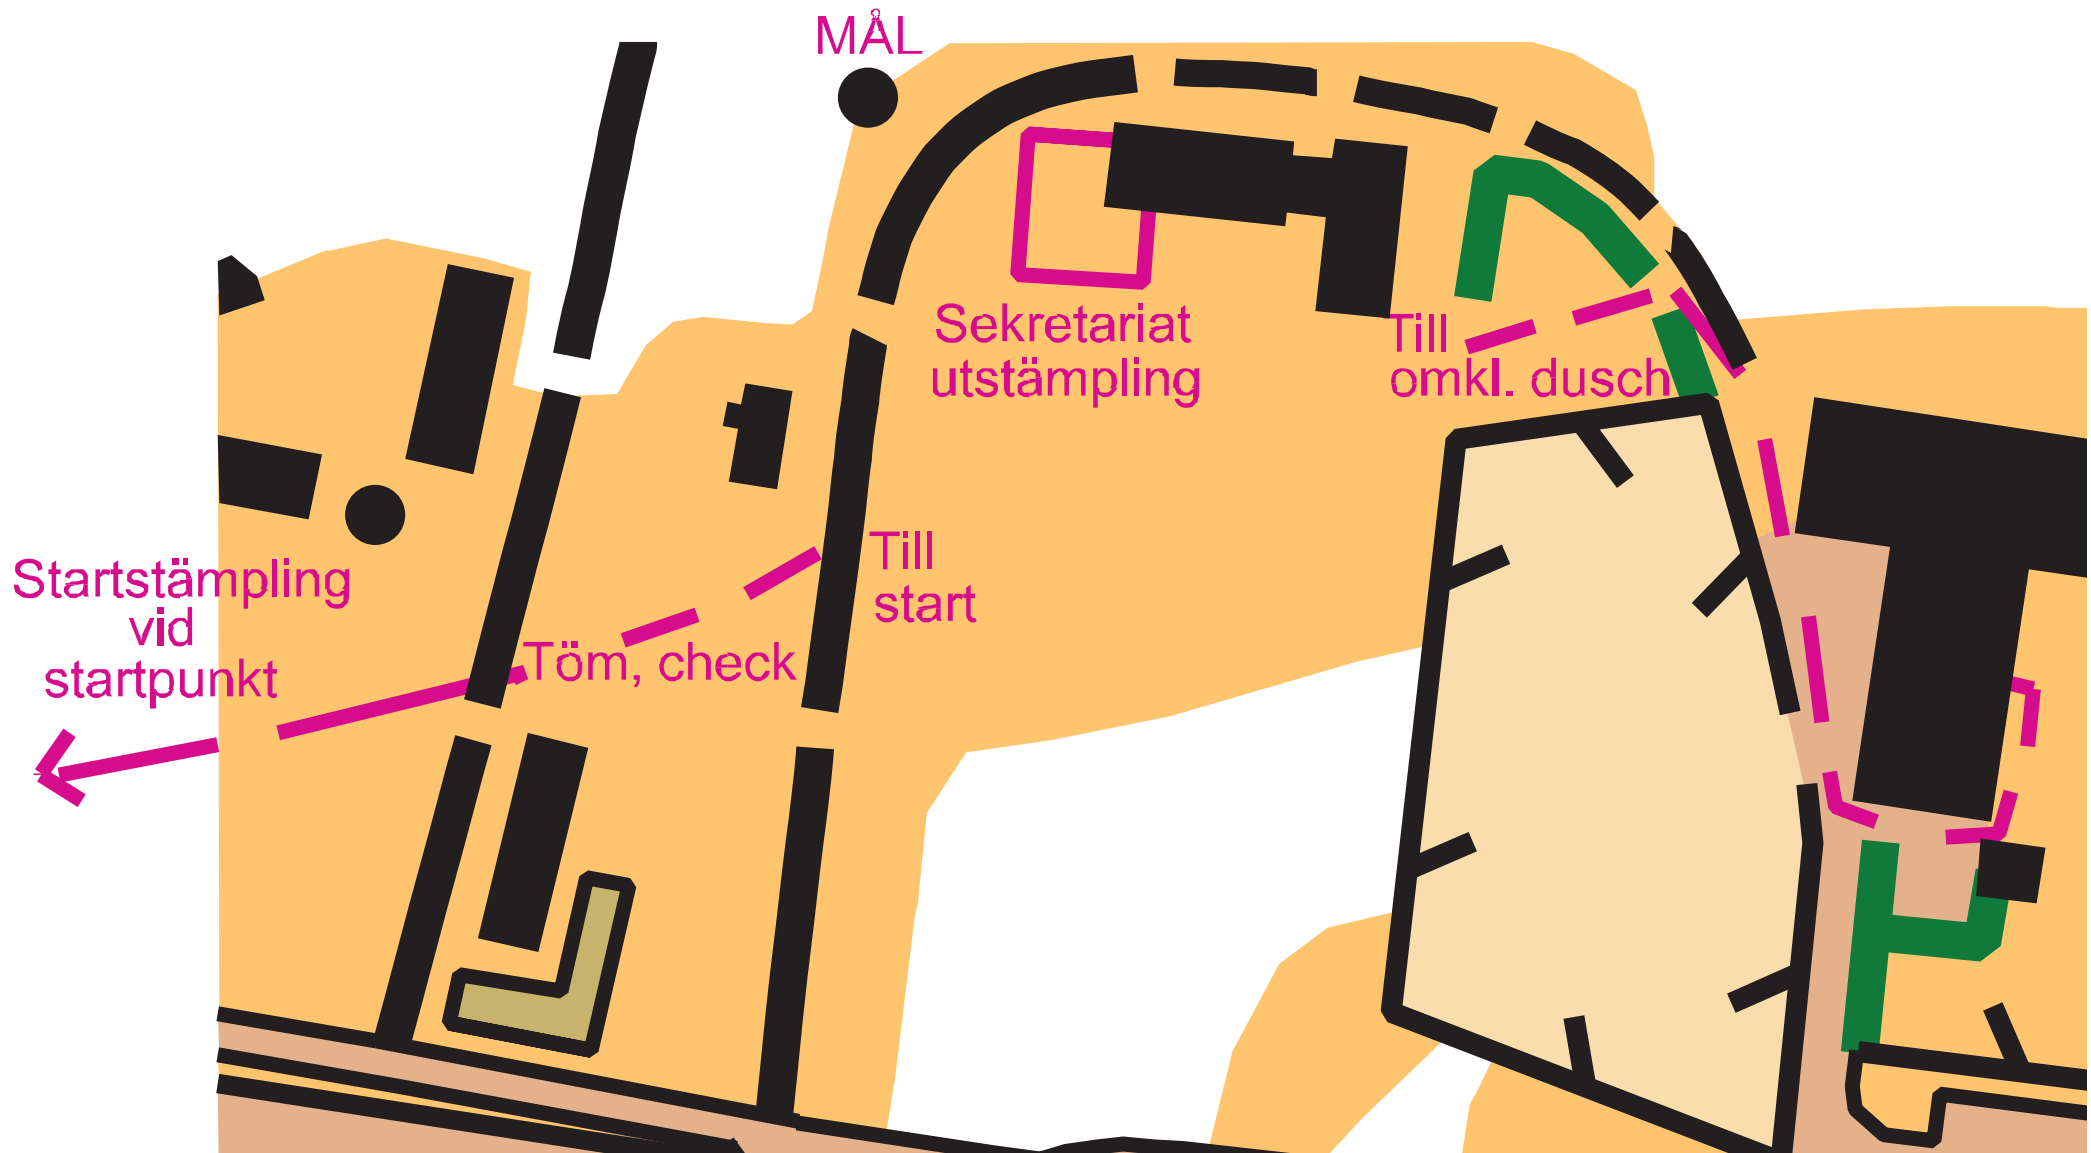 MÅL
Sekretariat
utstämpling
Till
omkl. dusch
Till
start
Startstämpling
vid
startpunkt
Töm, check